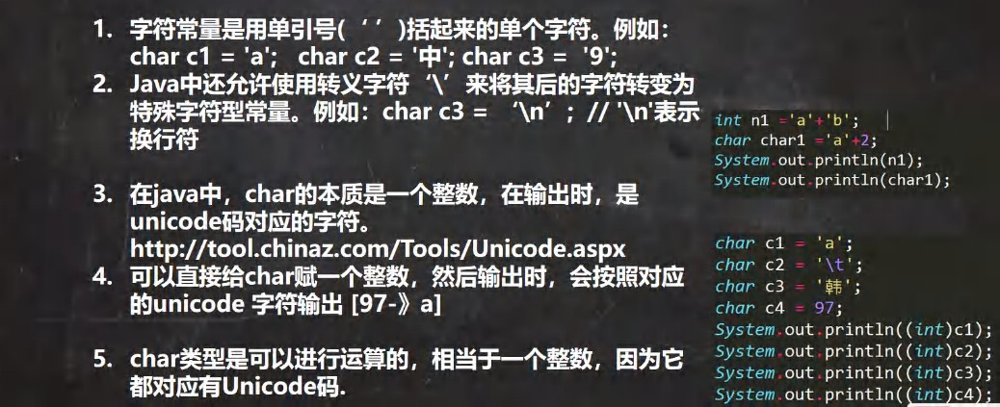 1. 字符常量是用单引号(‘ ’)括起来的单个字符。例如：
char c1 = 'a'; char c2 = '中'; char c3 = '9';
2. Java中还允许使用转义字符‘\’来将其后的字符转变为
特殊字符型常量。例如：char c3 = ‘\n’; // '\n'表示
换行符
3. 在java中，char的本质是一个整数，在输出时，是
unicode码对应的字符。
http://tool.chinaz.com/Tools/Unicode.aspx
4. 可以直接给char赋一个整数，然后输出时，会按照对应
的unicode 字符输出 [97-》a]
5. char类型是可以进行运算的，相当于一个整数，因为它
都对应有Unicode码.
int n1 ='a'+'b';
char char1 ='a'+2;
System.out.println(n1);
System.out.println(char1);
char c1 = 'a';
char c2 = '\t';
char c3 = '韩';
char c4 = 97;
System.out.println((int)c1);
System.out.println((int)c2);
System.out.println((int)c3);
System.out.println((int)c4);